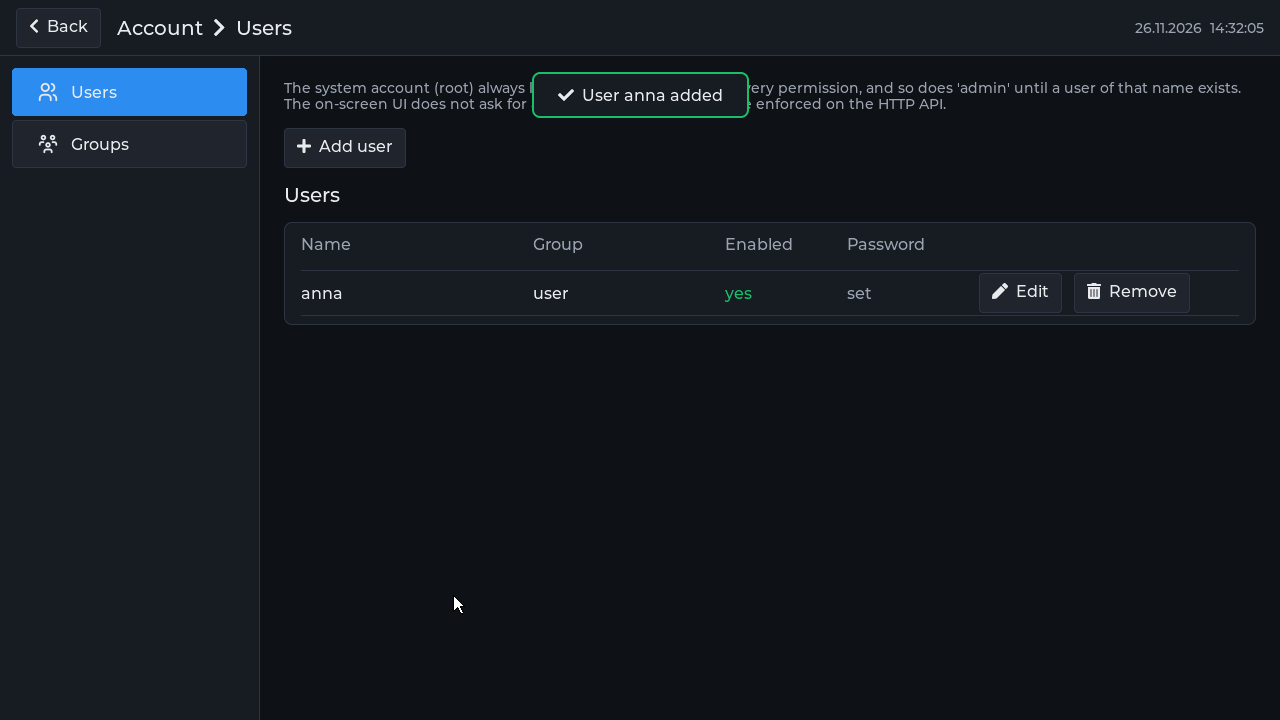 Back
Account > Users
26.11.2026 14:32:05
Users
Groups
The system account (root) always
User anna added
very permission, and so does 'admin' until a user of that name exists.
The on-screen UI does not ask for
enforced on the HTTP API.
Add user
Users
Name Group Enabled Password
anna user yes set Edit Remove